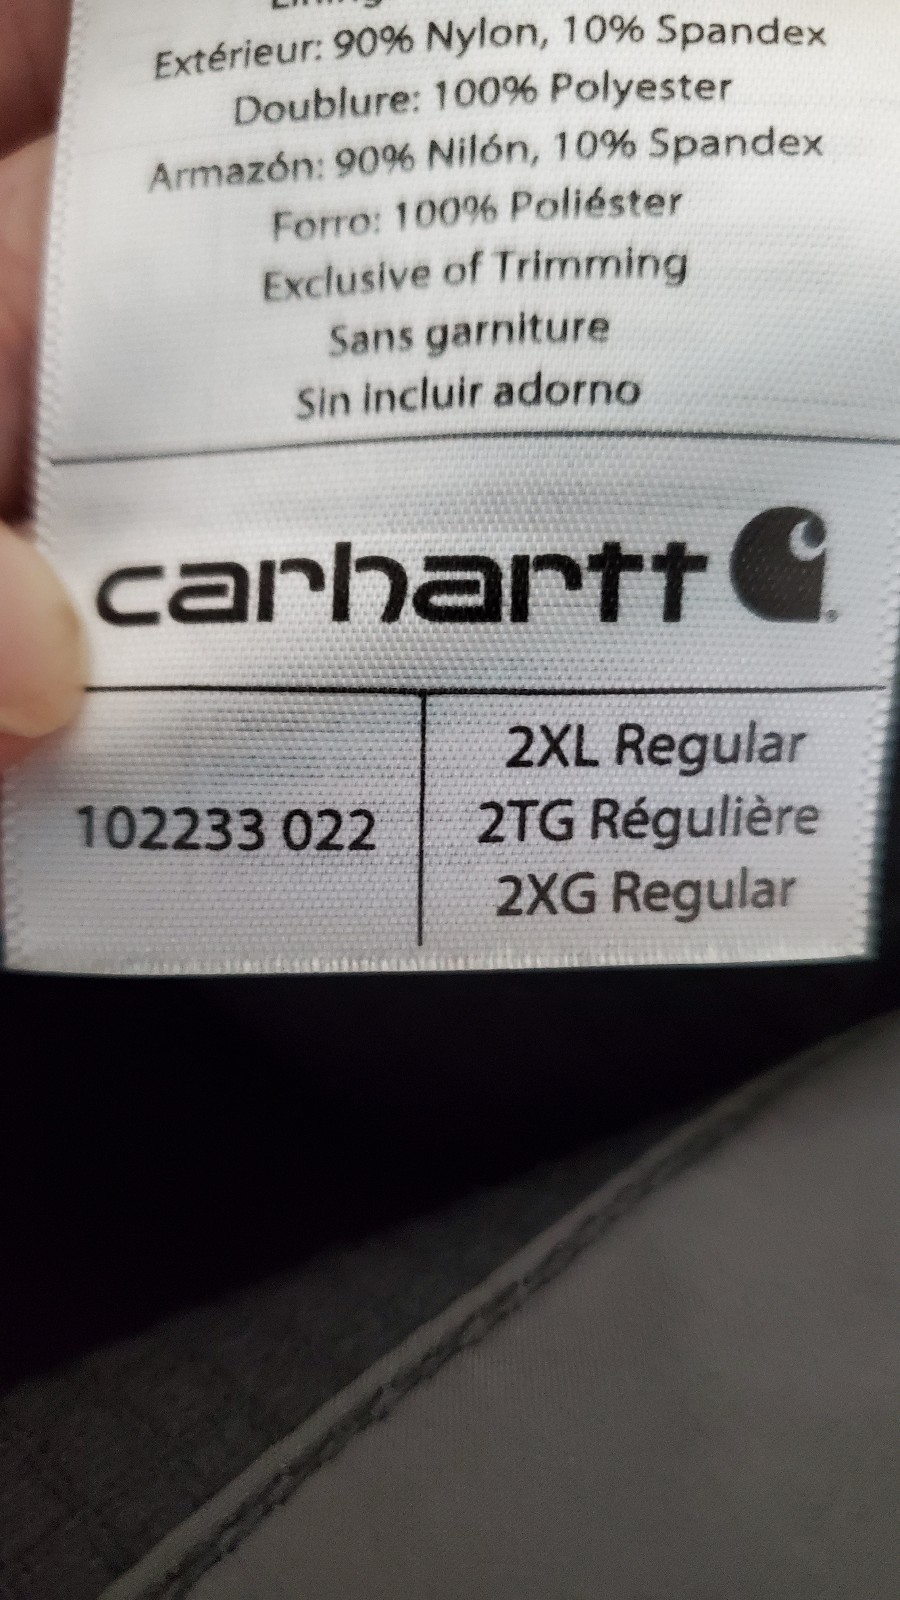 Extérieur: 90% Nylon, 10% Spandex
Doublure: 100% Polyester
Armazón: 90% Nilón, 10% Spandex
Forro: 100% Poliéster
Exclusive of Trimming
Sans garniture
Sin incluir adorno
carhartt
102233 022
2XL Regular
2TG Régulière
2XG Regular